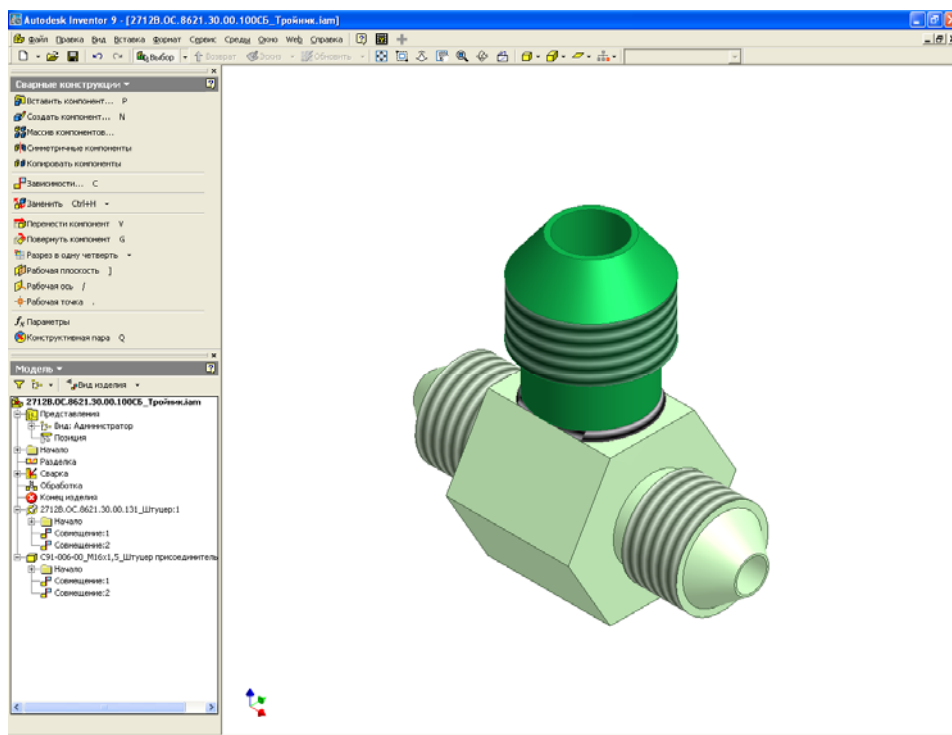 Autodesk Inventor 9 - [2712В.ОС.8621.30.00.100СБ_Тройник.iam]
Файл Правка Вид Вставка Формат Сервис Среды Окно Web Справка
Выбор Возврат Эскиз Обновить
Сварные конструкции
Вставить компонент... P
Создать компонент... N
Массив компонентов...
Симметричные компоненты
Копировать компоненты
Зависимости... C
Заменить Ctrl+H
Перенести компонент V
Повернуть компонент G
Разрез в одну четверть
Рабочая плоскость ]
Рабочая ось /
Рабочая точка .
Параметры
Конструктивная пара Q
Модель
Вид изделия
2712В.ОС.8621.30.00.100СБ_Тройник.iam
Представления
Вид: Администратор
Позиция
Начало
Разделка
Сварка
Обработка
Конец изделия
2712В.ОС.8621.30.00.131_Штуцер:1
Начало
Совмещение:1
Совмещение:2
С91-006-00_М16х1,5_Штуцер присоединитель
Начало
Совмещение:1
Совмещение:2